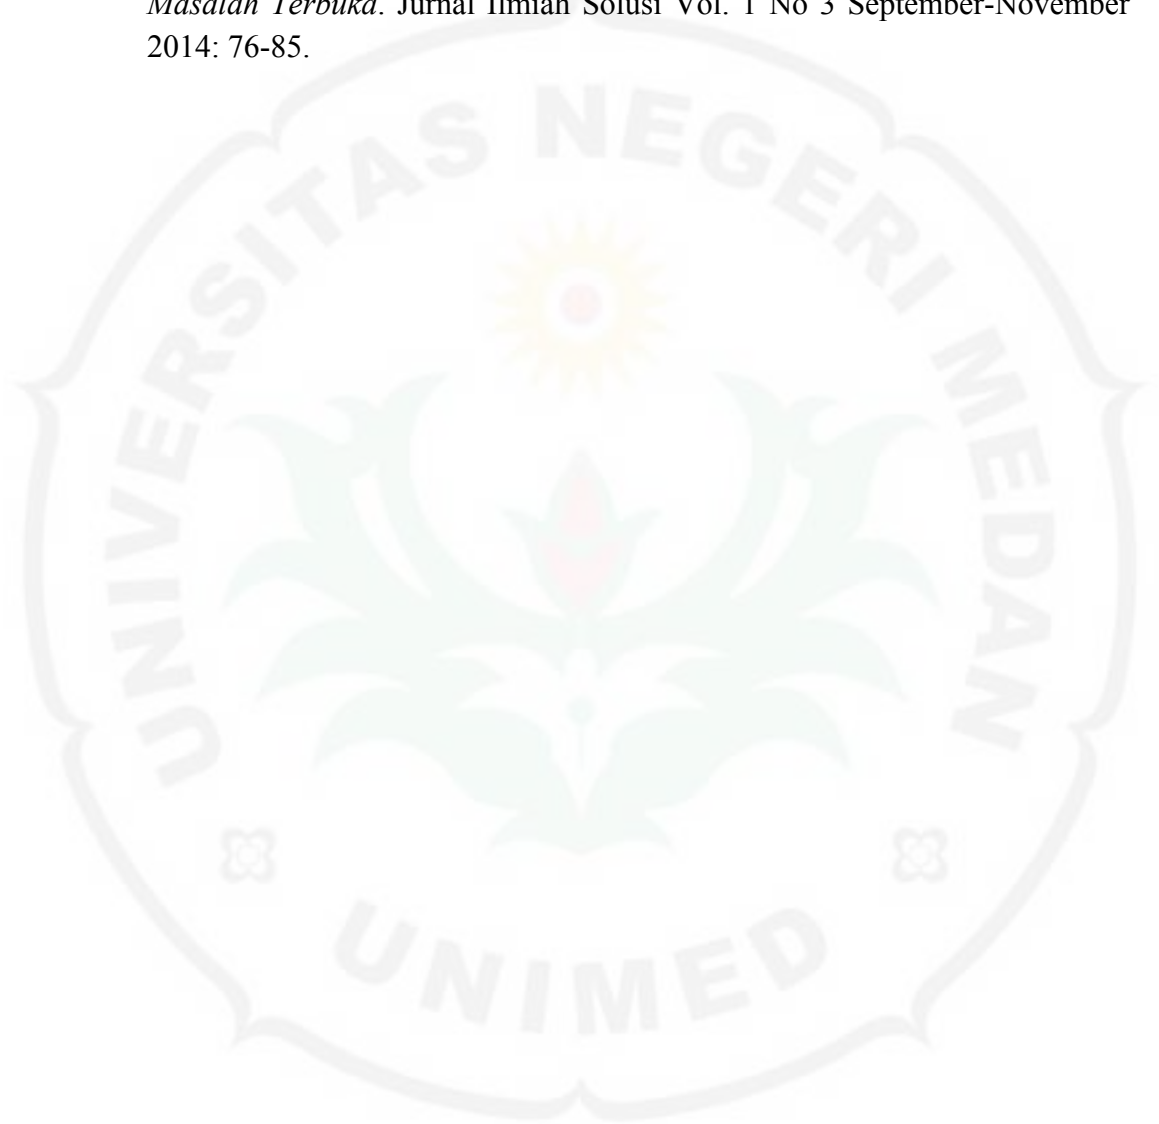 Masalah Terbuka. Jurnal Ilmiah Solusi Vol. 1 No 3 September-November
2014: 76-85.
UNIVERSITAS NEGERI MEDAN
UNIMED